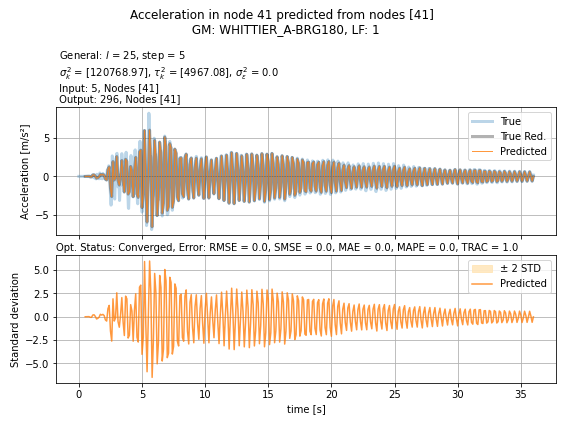 Acceleration in node 41 predicted from nodes [41]
GM: WHITTIER_A-BRG180, LF: 1
General: l = 25, step = 5
σ²ₖ = [120768.97], τ²ₖ = [4967.08], σ²ε = 0.0
Input: 5, Nodes [41]
Output: 296, Nodes [41]
Acceleration [m/s²]
5
0
−5
True
True Red.
Predicted
Opt. Status: Converged, Error: RMSE = 0.0, SMSE = 0.0, MAE = 0.0, MAPE = 0.0, TRAC = 1.0
Standard deviation
5.0
2.5
0.0
−2.5
−5.0
± 2 STD
Predicted
0 5 10 15 20 25 30 35
time [s]